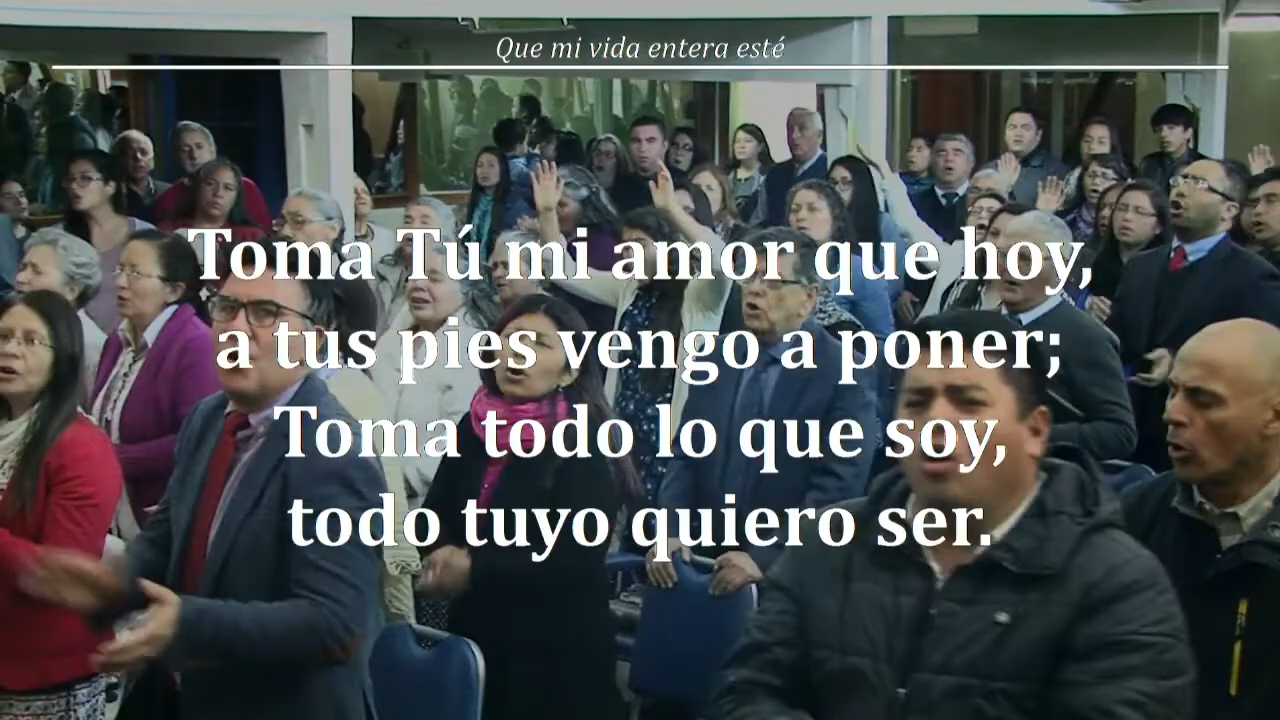 Que mi vida entera esté
Toma Tú mi amor que hoy,
a tus pies vengo a poner;
Toma todo lo que soy,
todo tuyo quiero ser.